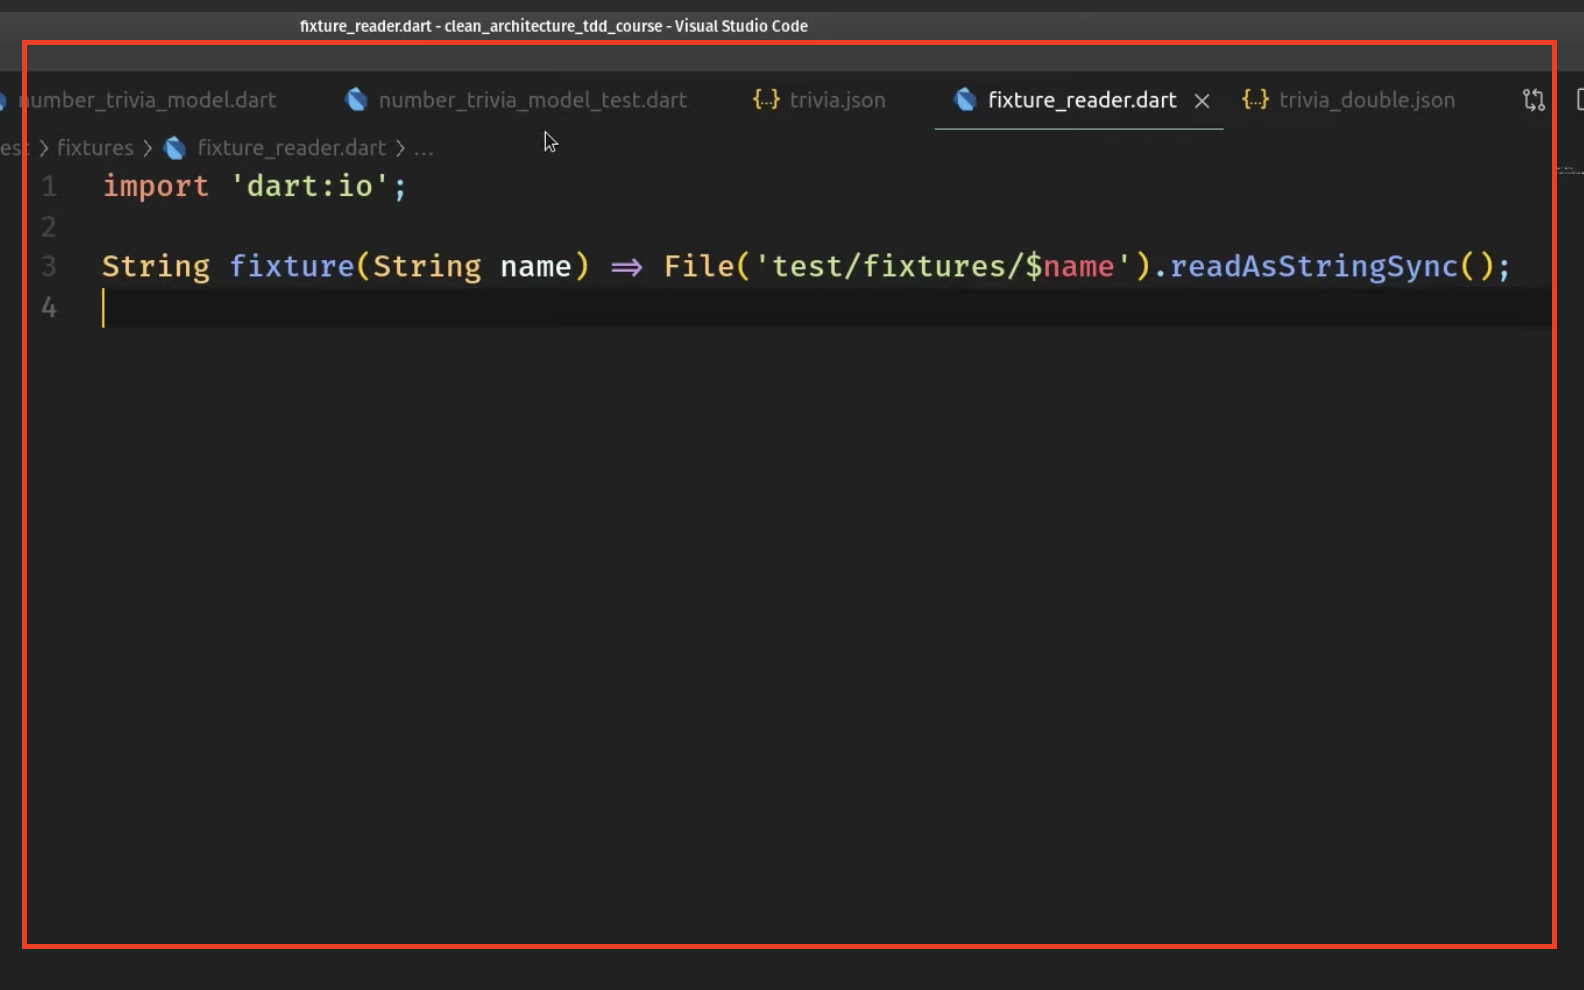 fixture_reader.dart - clean_architecture_tdd_course - Visual Studio Code
number_trivia_model.dart number_trivia_model_test.dart {..} trivia.json fixture_reader.dart {..} trivia_double.json
est > fixtures > fixture_reader.dart > ...
1 import 'dart:io';
2
3 String fixture(String name) => File('test/fixtures/$name').readAsStringSync();
4